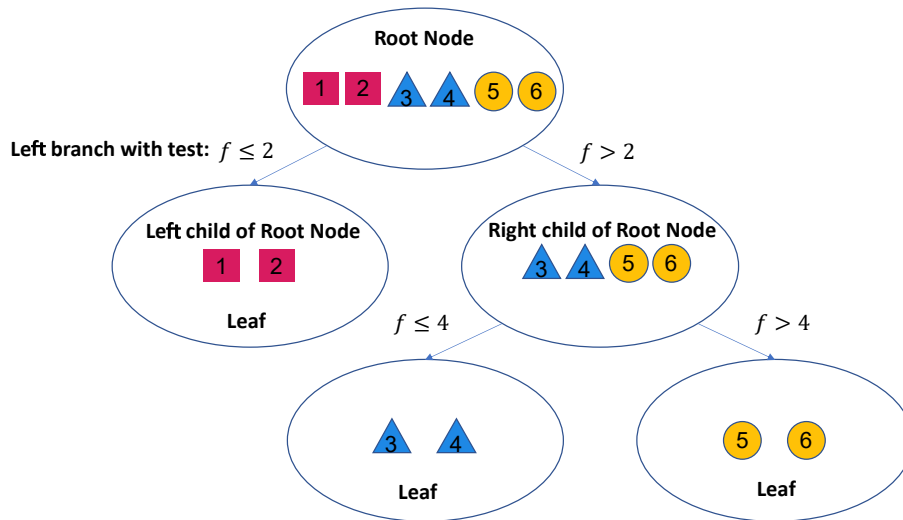 Root Node
1 2 3 4 5 6
Left branch with test: f ≤ 2
f > 2
Left child of Root Node
1 2
Leaf
Right child of Root Node
3 4 5 6
f ≤ 4
f > 4
3 4
Leaf
5 6
Leaf